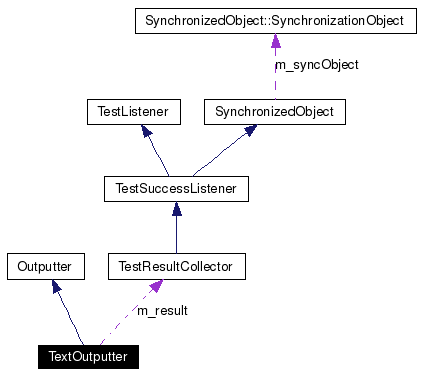 SynchronizedObject::SynchronizationObject
m_syncObject
TestListener
SynchronizedObject
TestSuccessListener
Outputter
TestResultCollector
m_result
TextOutputter